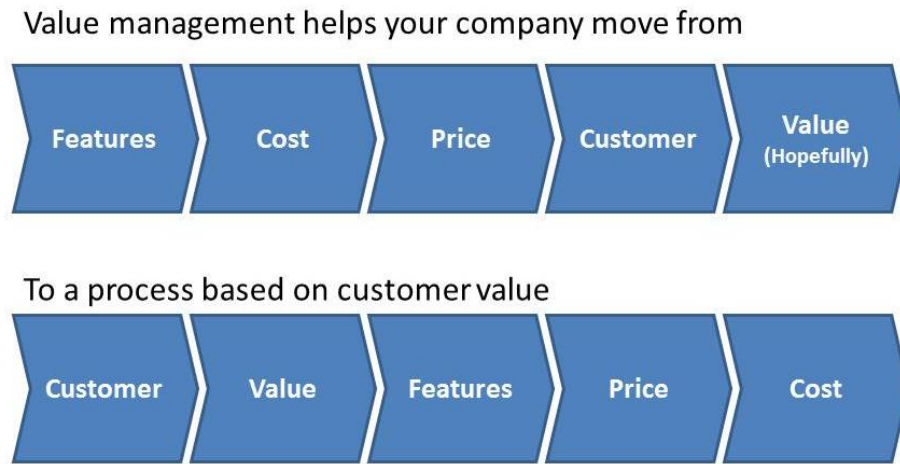 Value management helps your company move from
Features
Cost
Price
Customer
Value
(Hopefully)
To a process based on customer value
Customer
Value
Features
Price
Cost